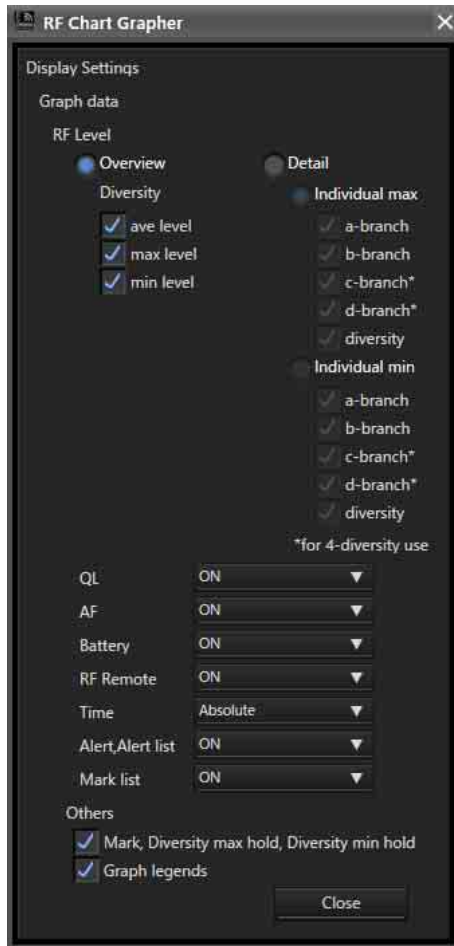 RF Chart Grapher
Display Settings
Graph data
RF Level
Overview
Diversity
ave level
max level
min level
Detail
Individual max
a-branch
b-branch
c-branch*
d-branch*
diversity
Individual min
a-branch
b-branch
c-branch*
d-branch*
diversity
*for 4-diversity use
QL ON
AF ON
Battery ON
RF Remote ON
Time Absolute
Alert,Alert list ON
Mark list ON
Others
Mark, Diversity max hold, Diversity min hold
Graph legends
Close